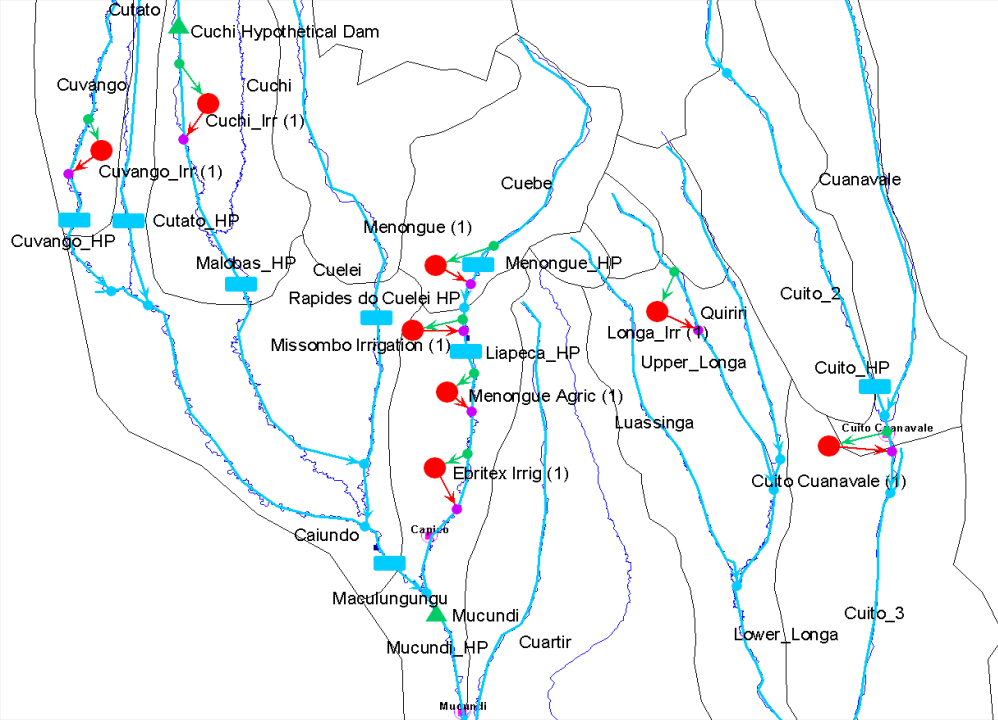 Cutato
Cuchi Hypothetical Dam
Cuvango
Cuchi
Cuchi_Irr (1)
Cuvango_Irr (1)
Cuebe
Cuanavale
Cutato_HP
Menongue (1)
Cuvango_HP
Malobas_HP
Cuelei
Menongue_HP
Rapides do Cuelei HP
Cuito_2
Quiriri
Longa_Irr (1)
Missombo Irrigation (1)
Liapeca_HP
Upper_Longa
Cuito_HP
Menongue Agric (1)
Luassinga
Cuito Cuanavale
Ebritex Irrig (1)
Cuito Cuanavale (1)
Capico
Caiundo
Maculungungu
Mucundi
Cuito_3
Lower_Longa
Mucundi_HP
Cuartir
Mucundi